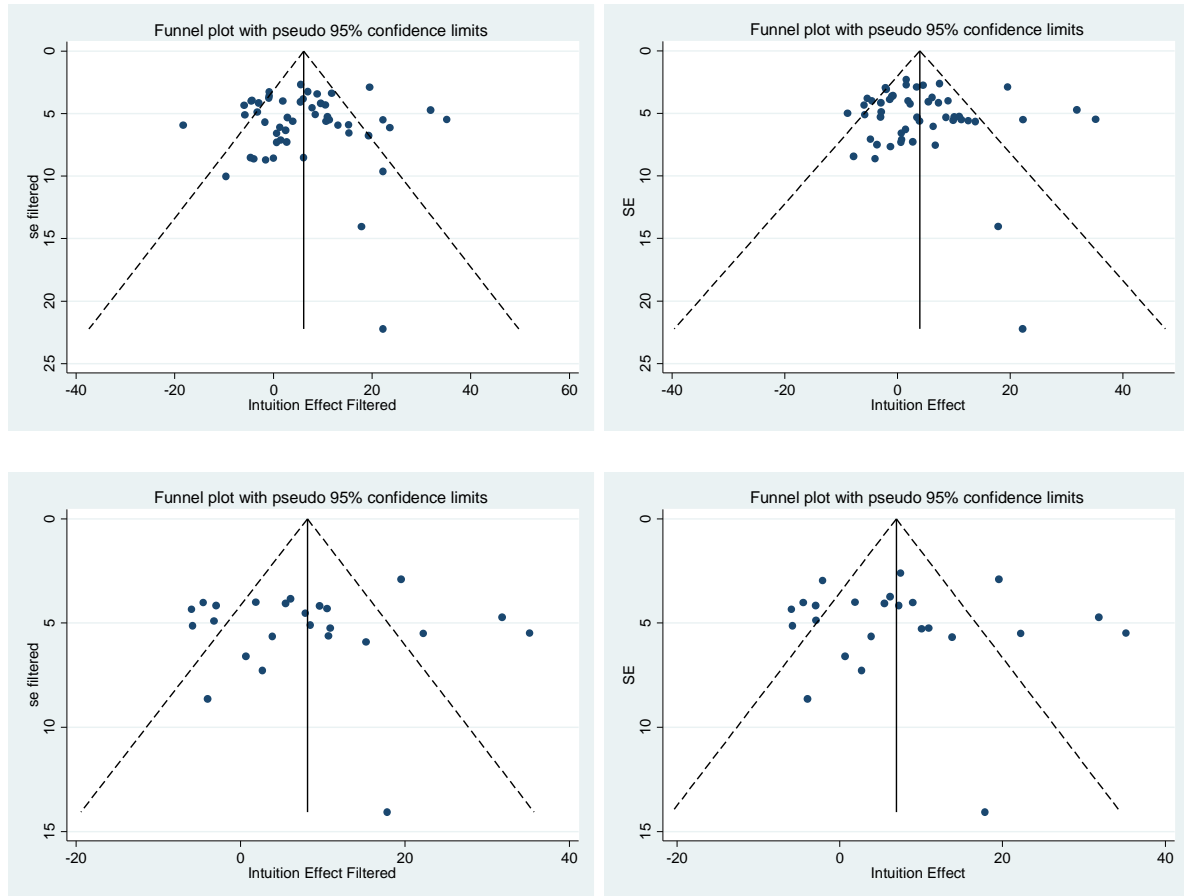 Funnel plot with pseudo 95% confidence limits
0
5
10
15
20
25
se filtered
-40 -20 0 20 40 60
Intuition Effect Filtered
Funnel plot with pseudo 95% confidence limits
0
5
10
15
20
25
SE
-40 -20 0 20 40
Intuition Effect
Funnel plot with pseudo 95% confidence limits
0
5
10
15
se filtered
-20 0 20 40
Intuition Effect Filtered
Funnel plot with pseudo 95% confidence limits
0
5
10
15
SE
-20 0 20 40
Intuition Effect